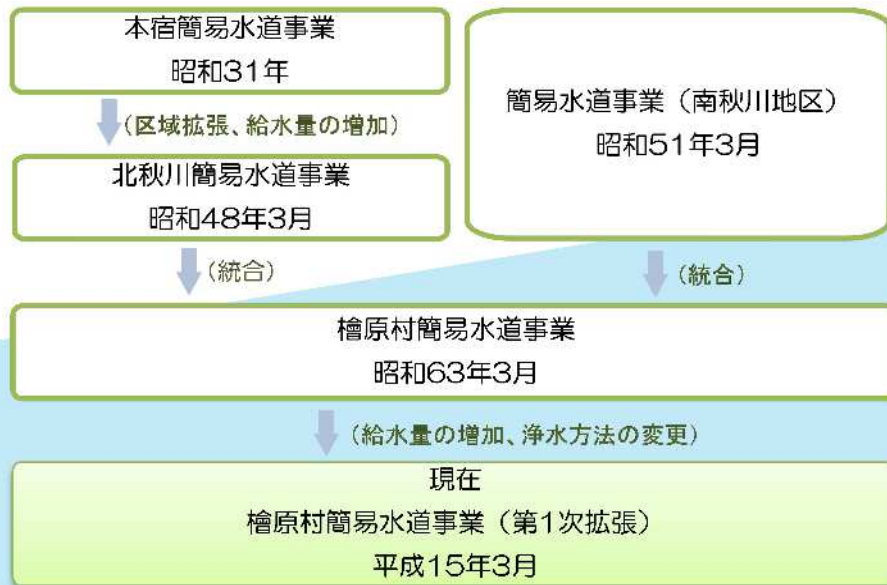 本宿簡易水道事業
昭和31年
(区域拡張、給水量の増加)
北秋川簡易水道事業
昭和48年3月
(統合)
簡易水道事業（南秋川地区）
昭和51年3月
(統合)
檜原村簡易水道事業
昭和63年3月
(給水量の増加、浄水方法の変更)
現在
檜原村簡易水道事業（第1次拡張）
平成15年3月